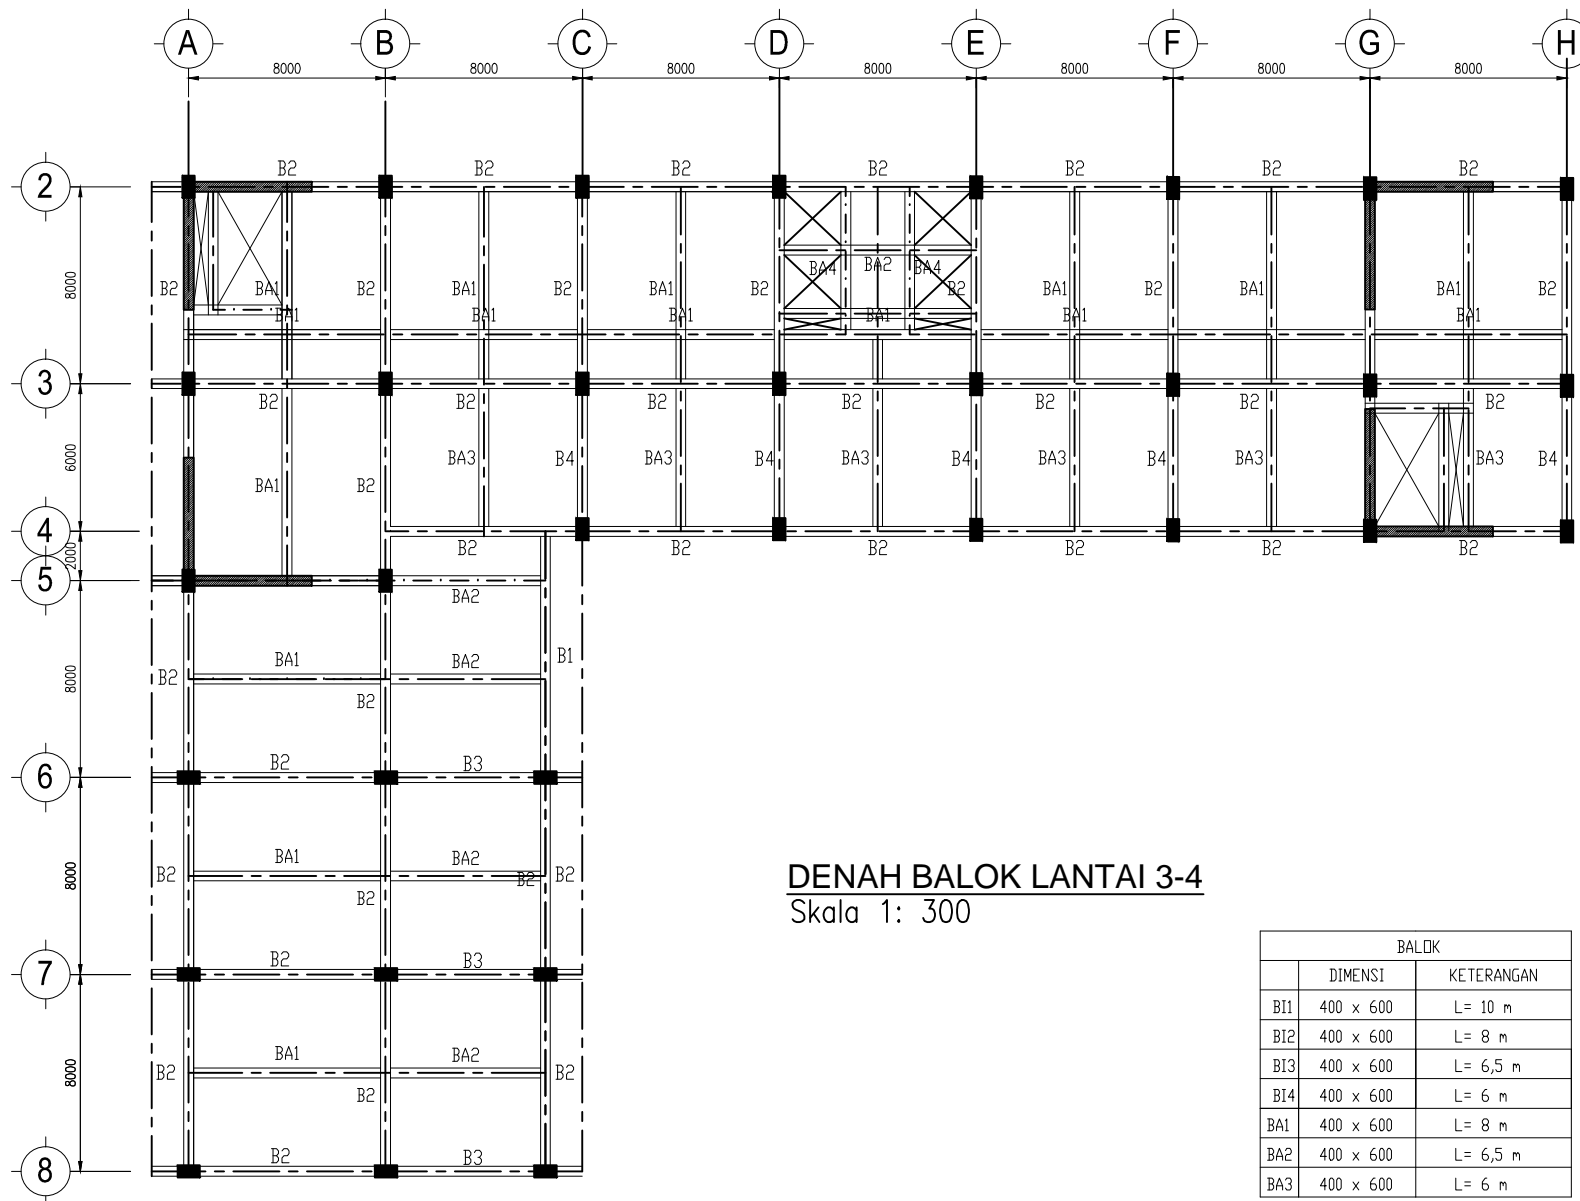 A B C D E F G H
8000 8000 8000 8000 8000 8000 8000
B2 B2 B2 B2 B2 B2 B2
2
BA4 BA2 BA4
8000
B2 BA1 B2 BA1 B2 BA1 B2 B2 BA1 B2 BA1 BA1 B2
BA1 BA1 BA1 BA1 BA1 BA1
3
B2 B2 B2 B2 B2 B2 B2
6000
BA3 B4 BA3 B4 BA3 B4 BA3 B4 BA3 BA3 B4
BA1 B2
4
2000
B2 B2 B2 B2 B2 B2
5
BA2
8000
B2 BA1 BA2 B1
B2
6
B2 B3
8000
B2 BA1 BA2 B2 B2
B2
DENAH BALOK LANTAI 3-4
Skala 1: 300
7
B2 B3
8000
B2 BA1 BA2 B2
B2
8
B2 B3
BALOK
DIMENSI KETERANGAN
BI1 400 x 600 L= 10 m
BI2 400 x 600 L= 8 m
BI3 400 x 600 L= 6,5 m
BI4 400 x 600 L= 6 m
BA1 400 x 600 L= 8 m
BA2 400 x 600 L= 6,5 m
BA3 400 x 600 L= 6 m